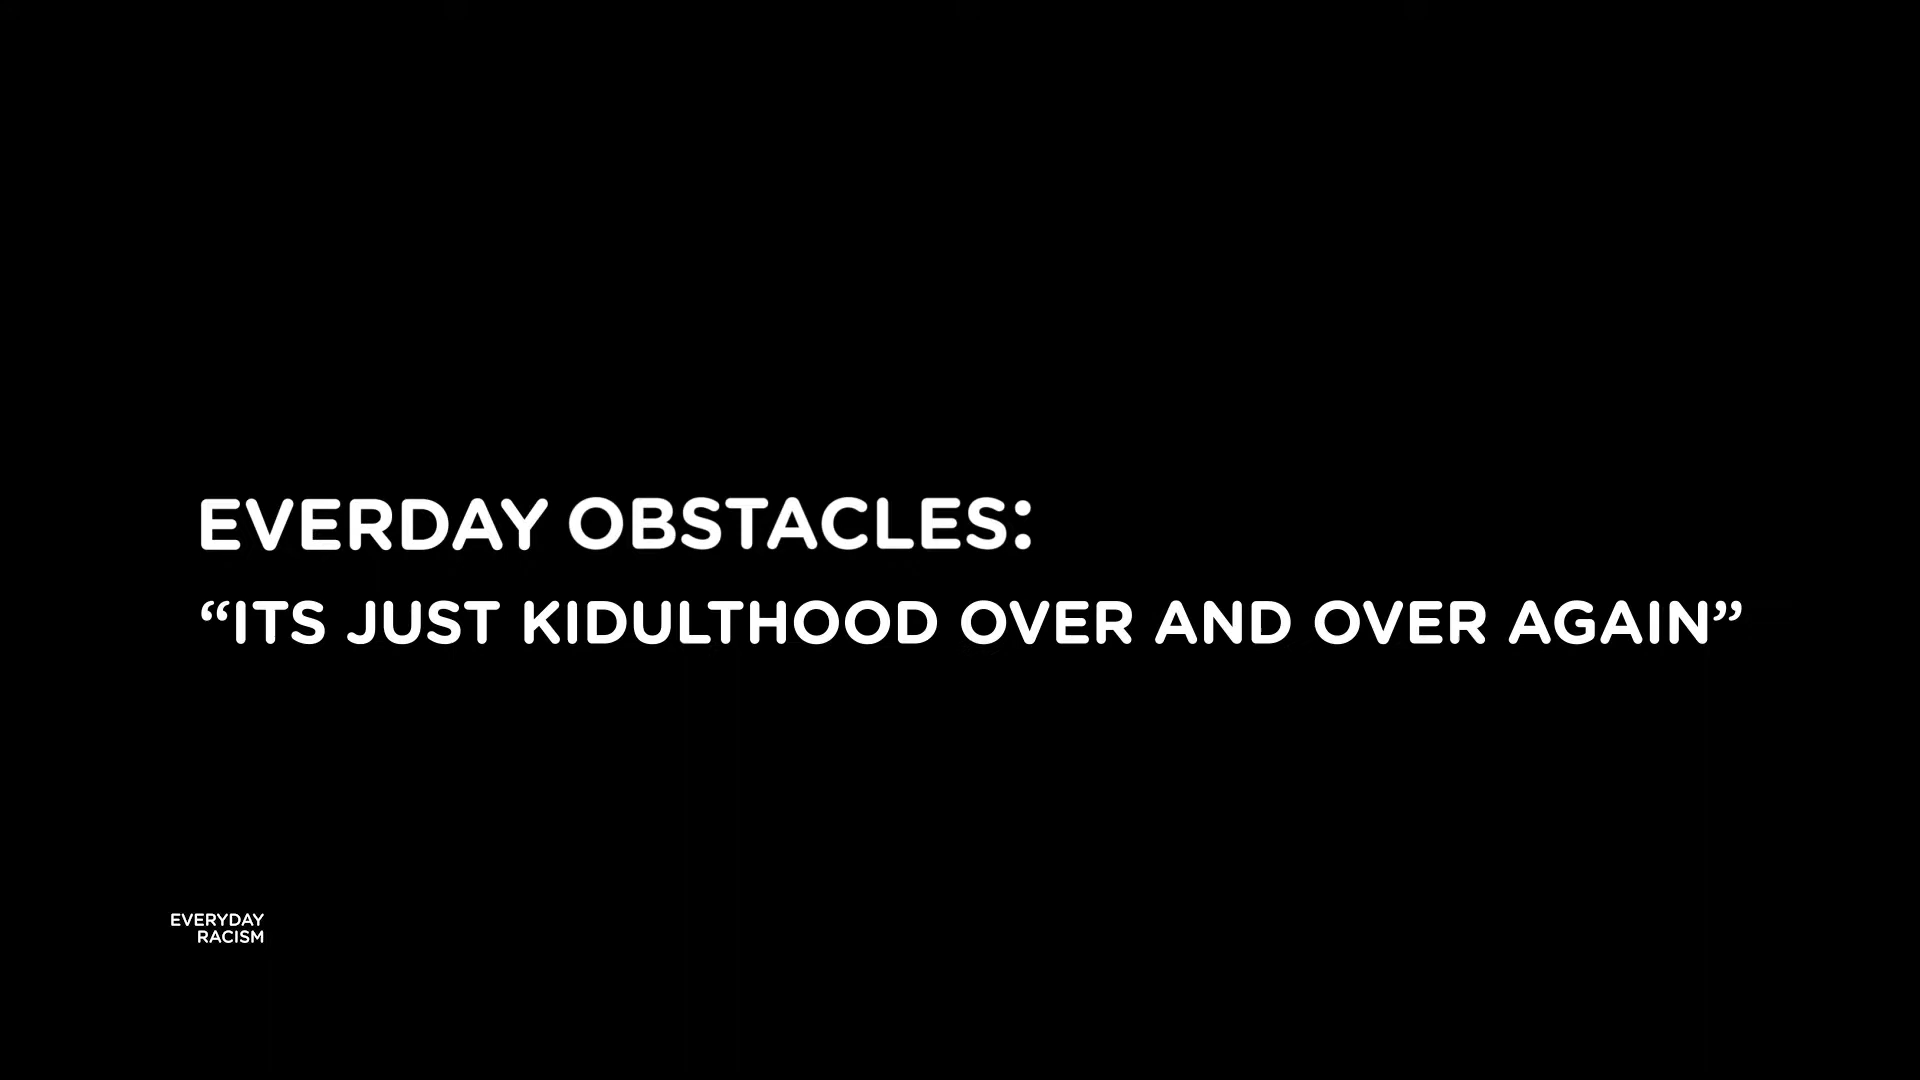 EVERDAY OBSTACLES:
“ITS JUST KIDULTHOOD OVER AND OVER AGAIN”
EVERYDAY
RACISM